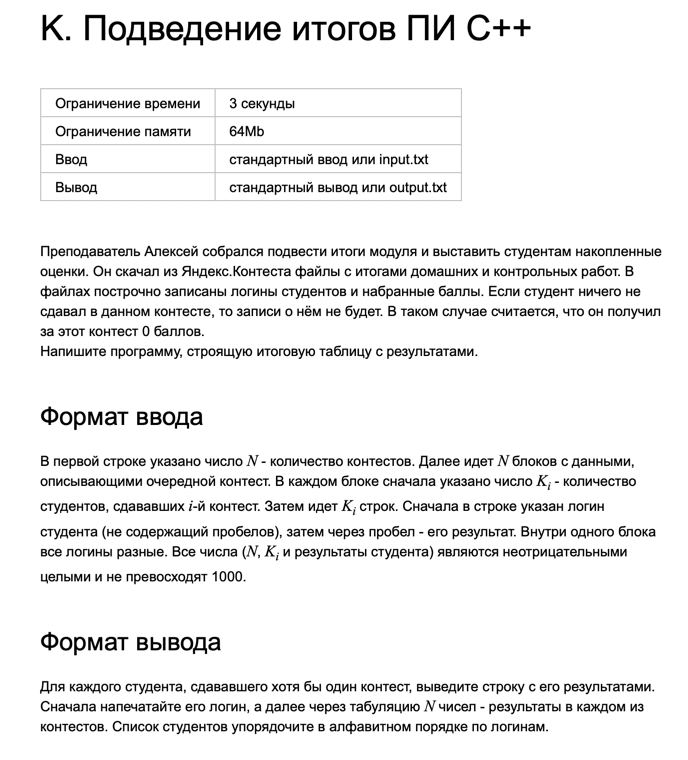 K. Подведение итогов ПИ C++
Ограничение времени 3 секунды
Ограничение памяти 64Mb
Ввод стандартный ввод или input.txt
Вывод стандартный вывод или output.txt
Преподаватель Алексей собрался подвести итоги модуля и выставить студентам накопленные
оценки. Он скачал из Яндекс.Контеста файлы с итогами домашних и контрольных работ. В
файлах построчно записаны логины студентов и набранные баллы. Если студент ничего не
сдавал в данном контесте, то записи о нём не будет. В таком случае считается, что он получил
за этот контест 0 баллов.
Напишите программу, строящую итоговую таблицу с результатами.
Формат ввода
В первой строке указано число N - количество контестов. Далее идет N блоков с данными,
описывающими очередной контест. В каждом блоке сначала указано число K_i - количество
студентов, сдававших i-й контест. Затем идет K_i строк. Сначала в строке указан логин
студента (не содержащий пробелов), затем через пробел - его результат. Внутри одного блока
все логины разные. Все числа (N, K_i и результаты студента) являются неотрицательными
целыми и не превосходят 1000.
Формат вывода
Для каждого студента, сдававшего хотя бы один контест, выведите строку с его результатами.
Сначала напечатайте его логин, а далее через табуляцию N чисел - результаты в каждом из
контестов. Список студентов упорядочите в алфавитном порядке по логинам.